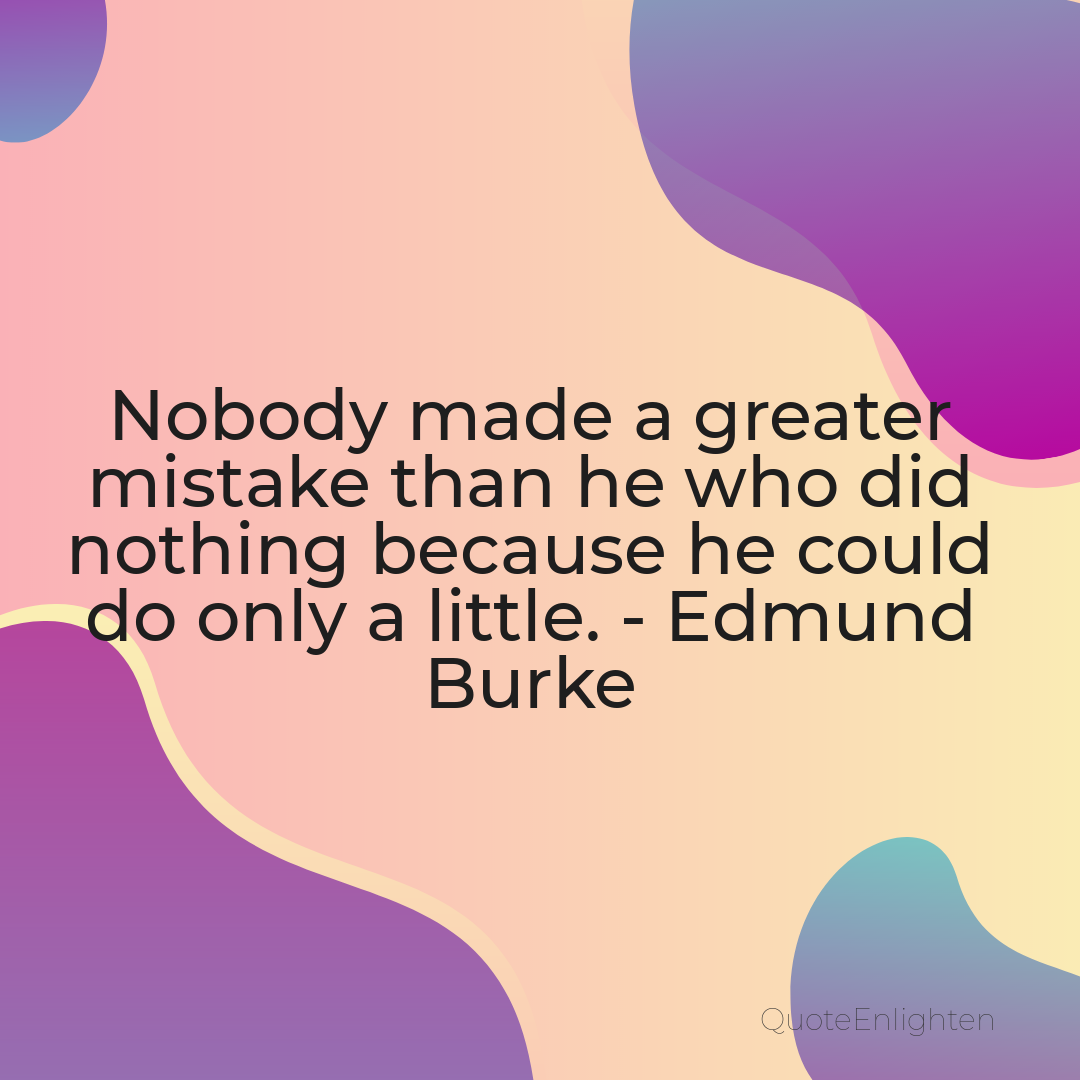 Nobody made a greater
mistake than he who did
nothing because he could
do only a little. - Edmund
Burke
QuoteEnlighten